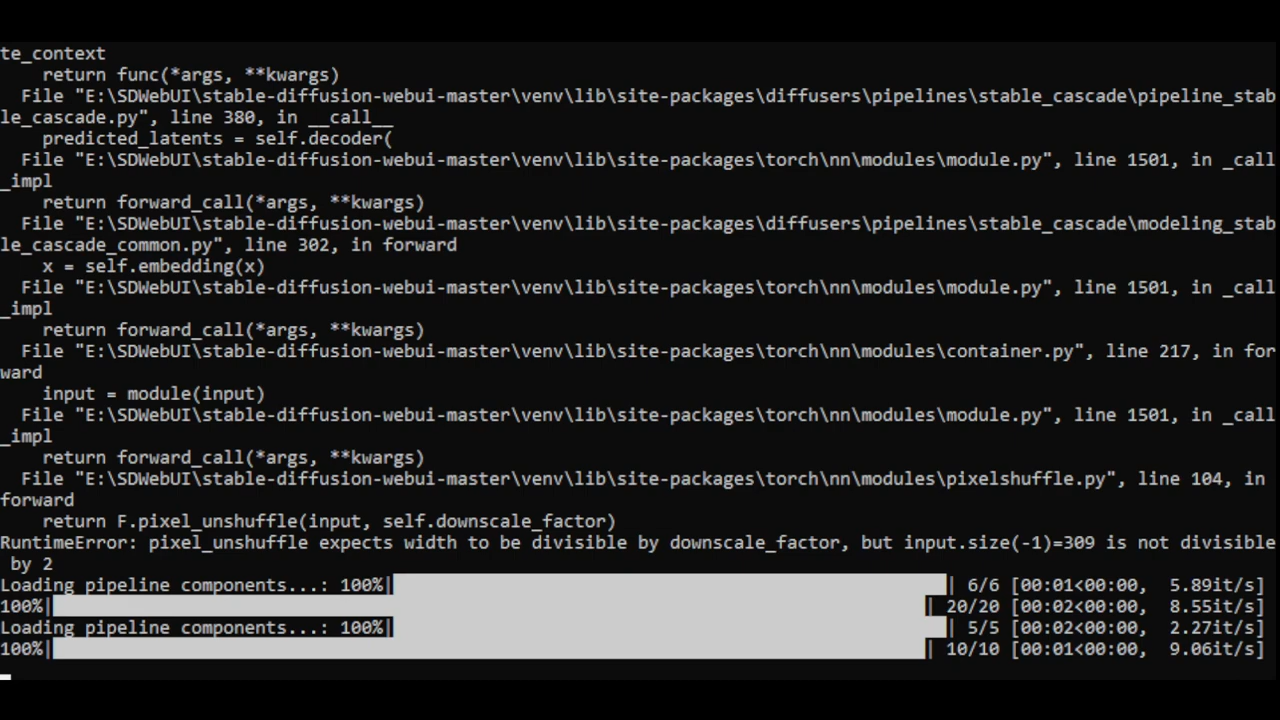 te_context
    return func(*args, **kwargs)
  File "E:\SDWebUI\stable-diffusion-webui-master\venv\lib\site-packages\diffusers\pipelines\stable_cascade\pipeline_stab
le_cascade.py", line 380, in __call__
    predicted_latents = self.decoder(
  File "E:\SDWebUI\stable-diffusion-webui-master\venv\lib\site-packages\torch\nn\modules\module.py", line 1501, in _call
_impl
    return forward_call(*args, **kwargs)
  File "E:\SDWebUI\stable-diffusion-webui-master\venv\lib\site-packages\diffusers\pipelines\stable_cascade\modeling_stab
le_cascade_common.py", line 302, in forward
    x = self.embedding(x)
  File "E:\SDWebUI\stable-diffusion-webui-master\venv\lib\site-packages\torch\nn\modules\module.py", line 1501, in _call
_impl
    return forward_call(*args, **kwargs)
  File "E:\SDWebUI\stable-diffusion-webui-master\venv\lib\site-packages\torch\nn\modules\container.py", line 217, in for
ward
    input = module(input)
  File "E:\SDWebUI\stable-diffusion-webui-master\venv\lib\site-packages\torch\nn\modules\module.py", line 1501, in _call
_impl
    return forward_call(*args, **kwargs)
  File "E:\SDWebUI\stable-diffusion-webui-master\venv\lib\site-packages\torch\nn\modules\pixelshuffle.py", line 104, in
forward
    return F.pixel_unshuffle(input, self.downscale_factor)
RuntimeError: pixel_unshuffle expects width to be divisible by downscale_factor, but input.size(-1)=309 is not divisible
 by 2
Loading pipeline components...: 100%| | 6/6 [00:01<00:00,  5.89it/s]
100%| | 20/20 [00:02<00:00,  8.55it/s]
Loading pipeline components...: 100%| | 5/5 [00:02<00:00,  2.27it/s]
100%| | 10/10 [00:01<00:00,  9.06it/s]